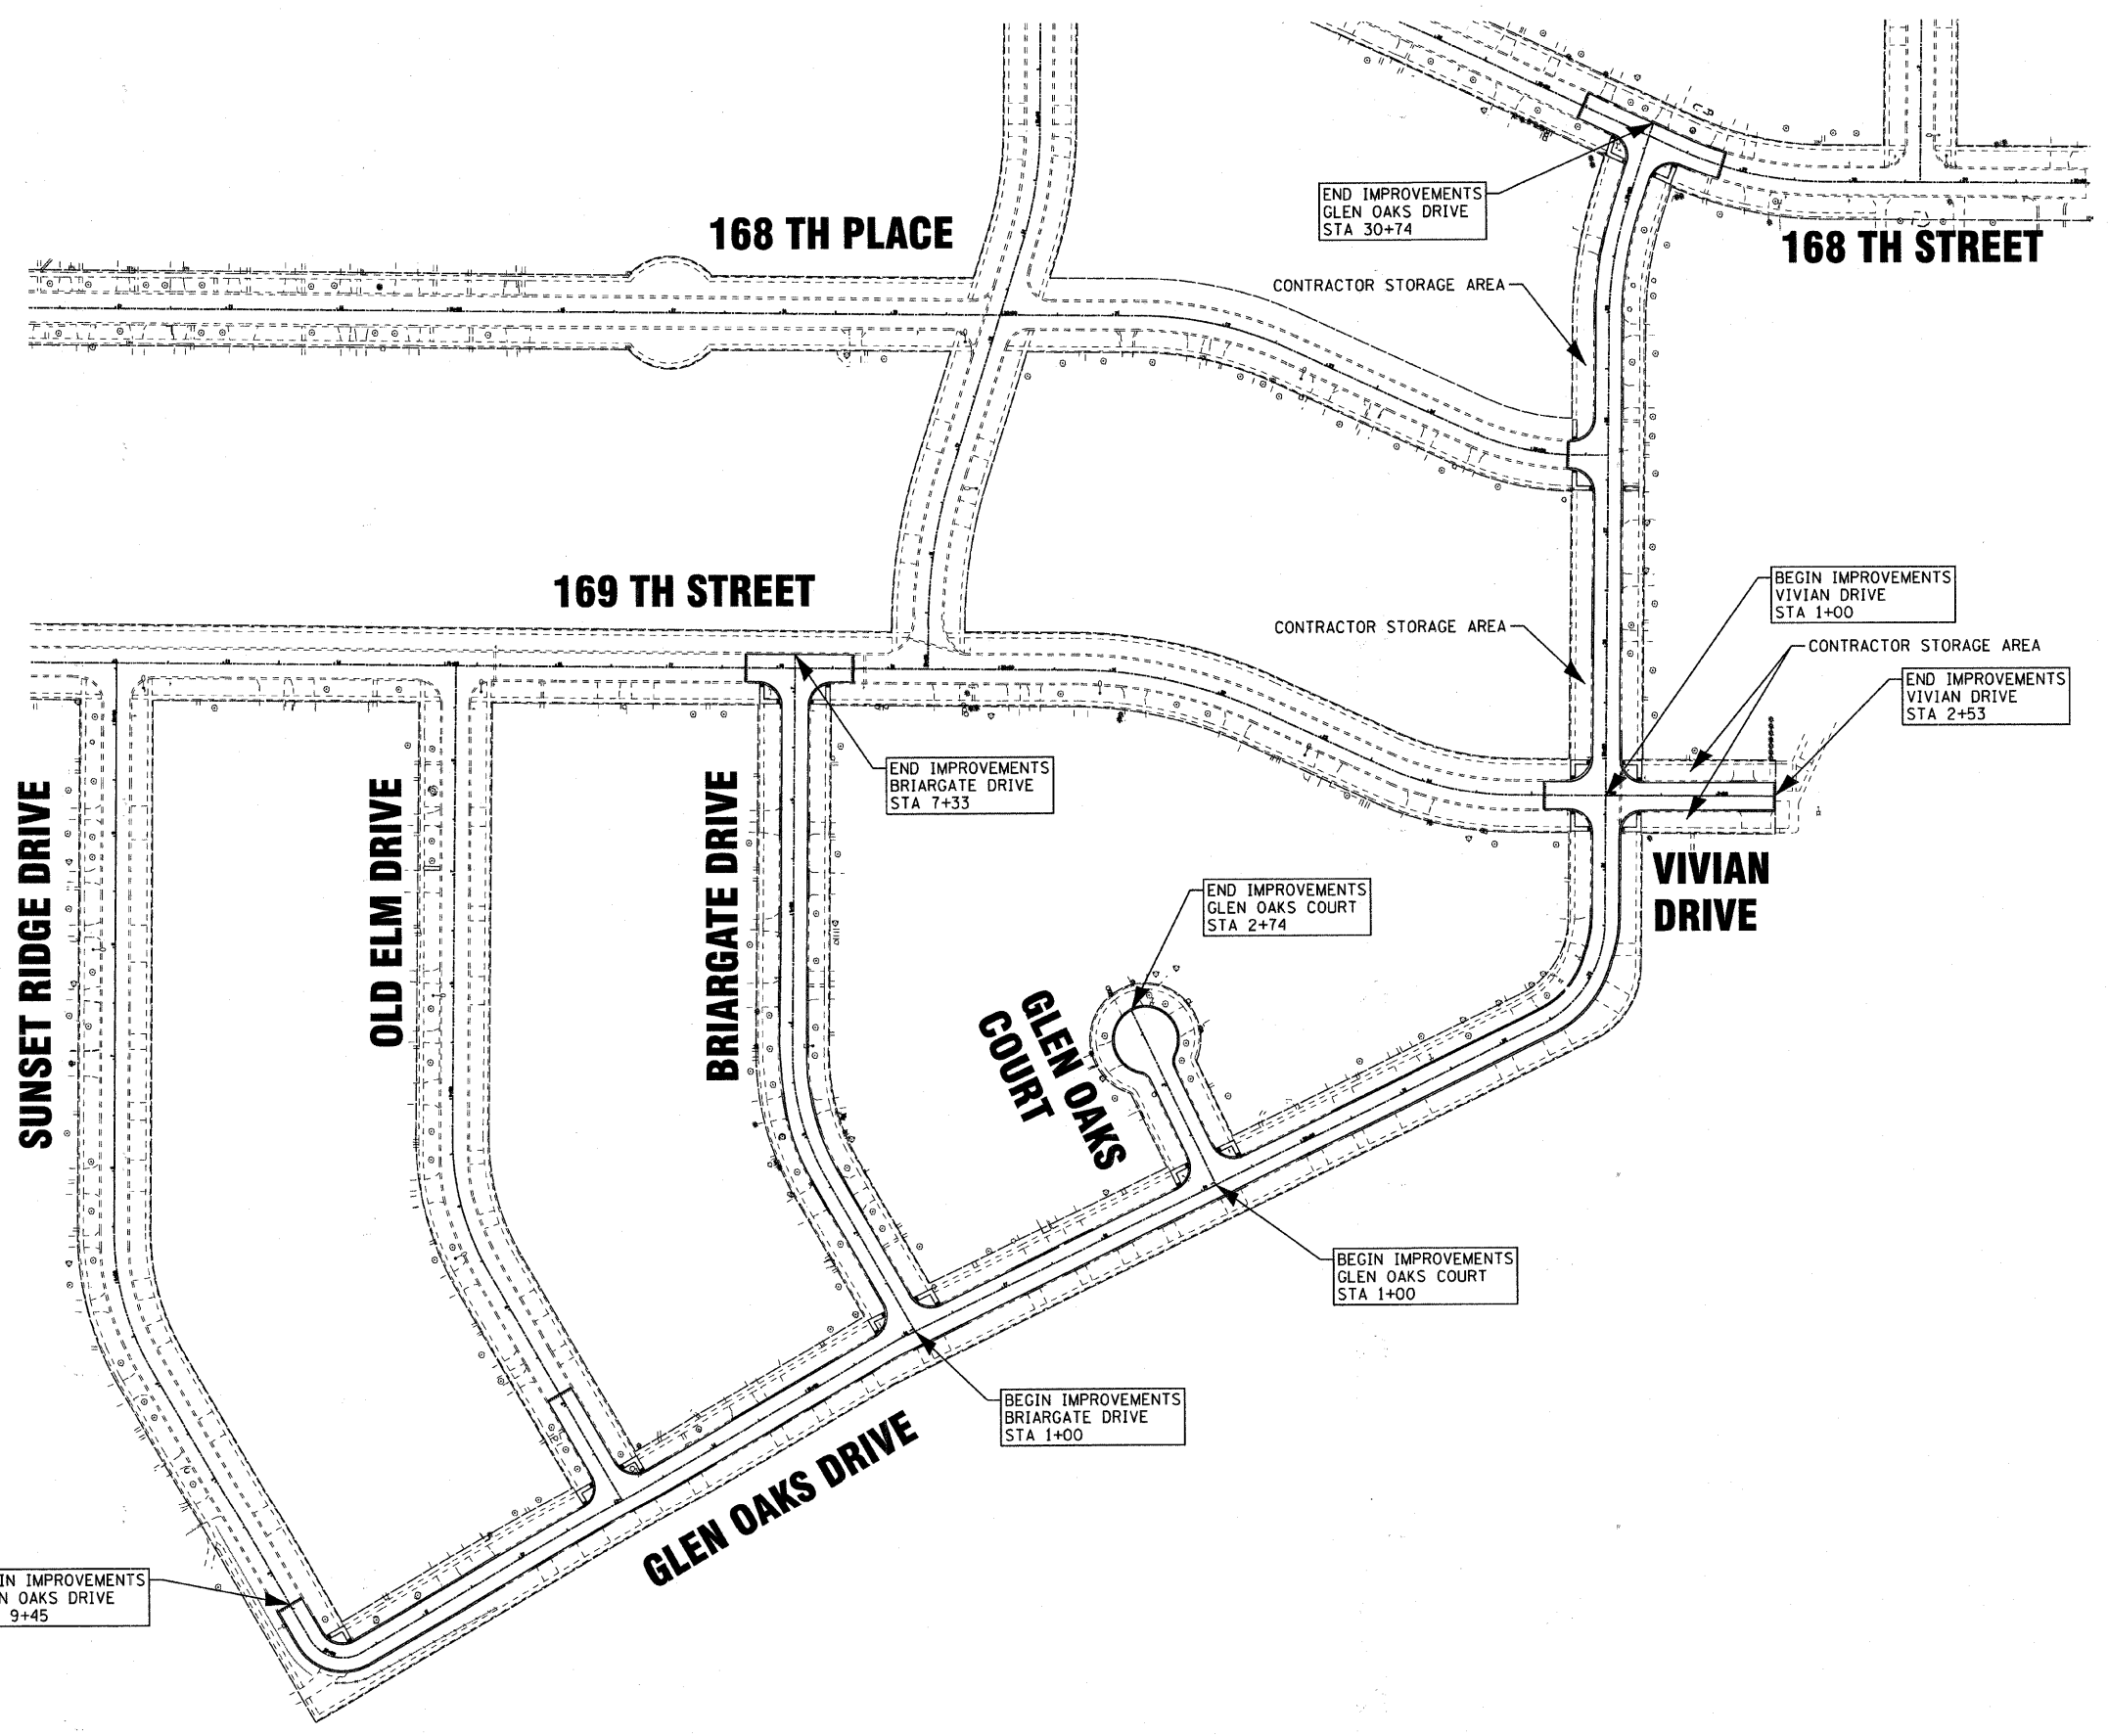 END IMPROVEMENTS
GLEN OAKS DRIVE
STA 30+74
168 TH PLACE
168 TH STREET
CONTRACTOR STORAGE AREA
169 TH STREET
BEGIN IMPROVEMENTS
VIVIAN DRIVE
STA 1+00
CONTRACTOR STORAGE AREA
CONTRACTOR STORAGE AREA
END IMPROVEMENTS
VIVIAN DRIVE
STA 2+53
END IMPROVEMENTS
BRIARGATE DRIVE
STA 7+33
SUNSET RIDGE DRIVE
OLD ELM DRIVE
BRIARGATE DRIVE
VIVIAN
DRIVE
END IMPROVEMENTS
GLEN OAKS COURT
STA 2+74
GLEN OAKS
COURT
BEGIN IMPROVEMENTS
GLEN OAKS COURT
STA 1+00
BEGIN IMPROVEMENTS
BRIARGATE DRIVE
STA 1+00
GLEN OAKS DRIVE
IN IMPROVEMENTS
N OAKS DRIVE
9+45